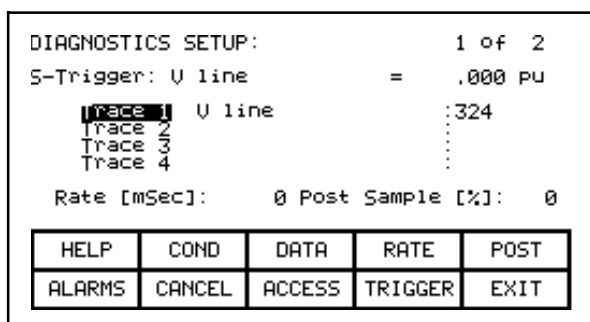 DIAGNOSTICS SETUP: 1 of 2
S-Trigger: V line = .000 pu
Trace 1 V line :324
Trace 2 :
Trace 3 :
Trace 4 :
Rate [mSec]: 0 Post Sample [%]: 0
HELP COND DATA RATE POST
ALARMS CANCEL ACCESS TRIGGER EXIT